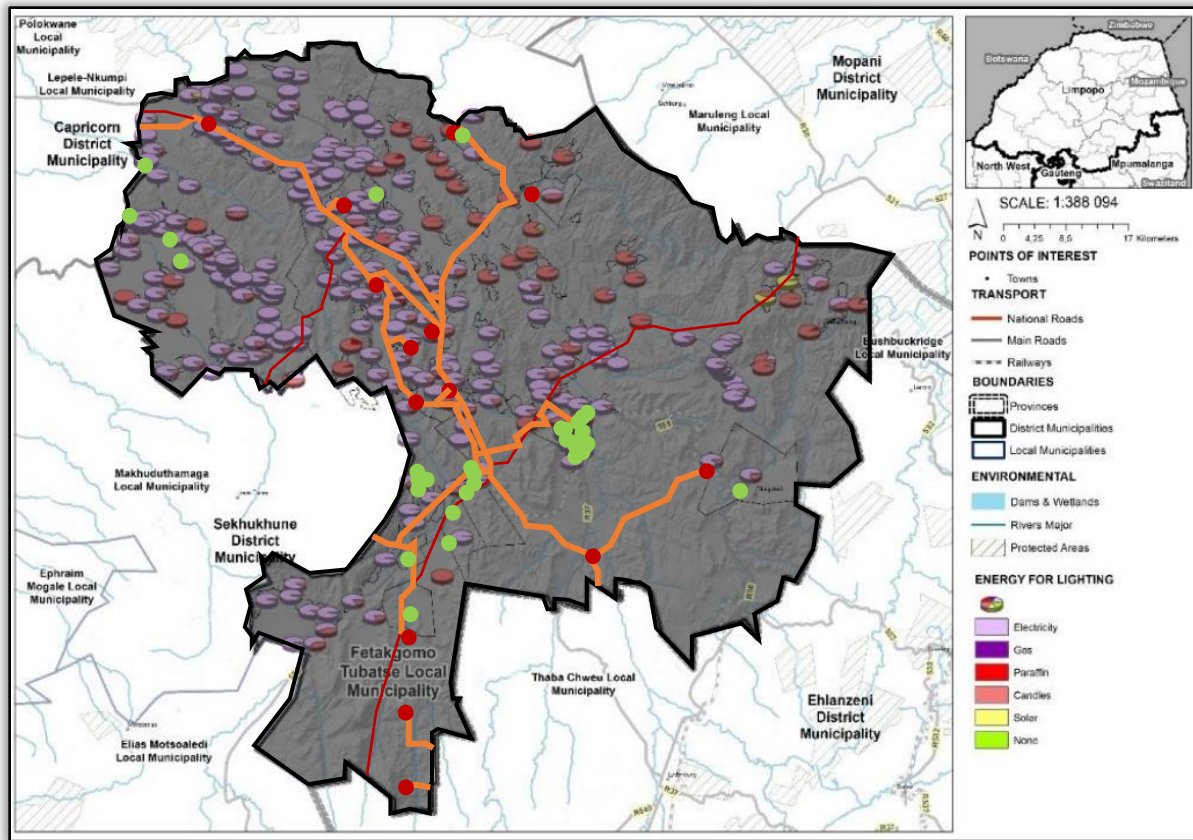 Polokwane
Local
Municipality
Lepele-Nkumpi
Local Municipality
Capricorn
District
Municipality
Mopani
District
Municipality
Maruleng Local
Municipality
Bushbuckridge
Local Municipality
Makhuduthamaga
Local Municipality
Sekhukhune
District
Municipality
Ephraim
Mogale Local
Municipality
Fetakgomo
Tubatse Local
Municipality
Thaba Chweu Local
Municipality
Ehlanzeni
District
Municipality
Elias Motsoaledi
Local Municipality
R37
R37
R540
R532
Zimbabwe
Botswana
Limpopo
Mozambique
North West
Gauteng
Mpumalanga
Swaziland
SCALE: 1:388 094
N
0 4,25 8,5 17 Kilometers
POINTS OF INTEREST
Towns
TRANSPORT
National Roads
Main Roads
Railways
BOUNDARIES
Provinces
District Municipalities
Local Municipalities
ENVIRONMENTAL
Dams & Wetlands
Rivers Major
Protected Areas
ENERGY FOR LIGHTING
Electricity
Gas
Paraffin
Candles
Solar
None